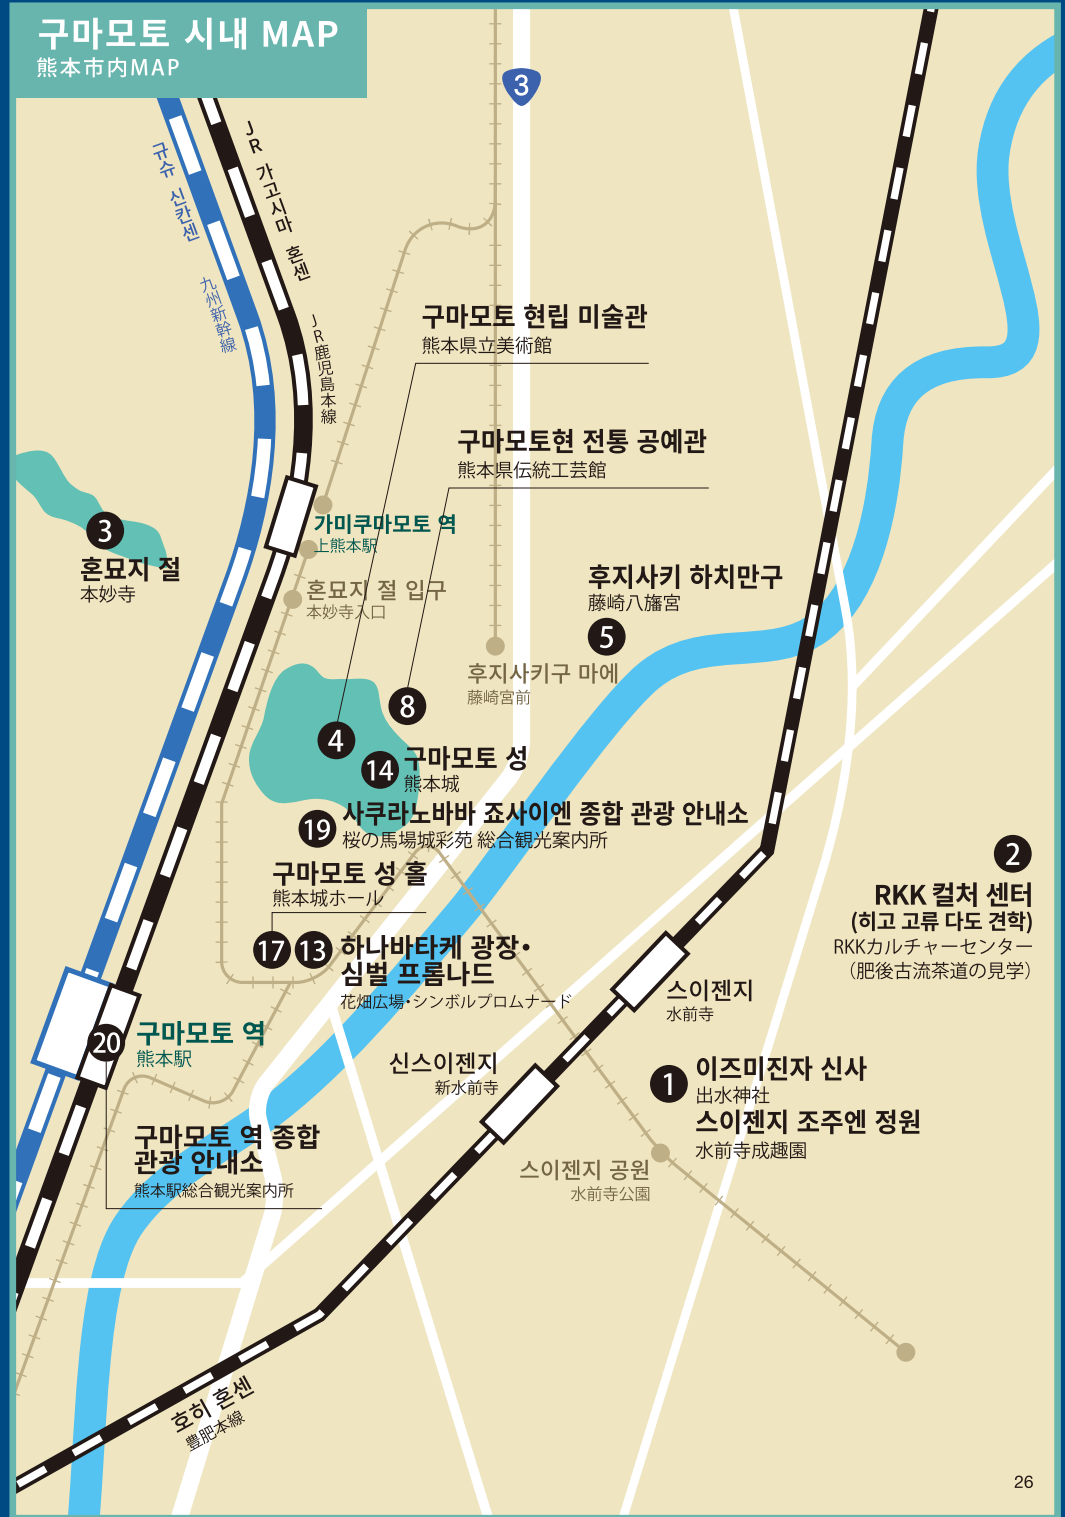 구마모토 시내 MAP
熊本市内MAP
3
규슈 신칸센
九州新幹線
JR 가고시마 혼센
JR鹿児島本線
구마모토 현립 미술관
熊本県立美術館
구마모토현 전통 공예관
熊本県伝統工芸館
3
혼묘지 절
本妙寺
가미쿠마모토 역
上熊本駅
혼묘지 절 입구
本妙寺入口
후지사키 하치만구
藤崎八旛宮
5
후지사키구 마에
藤崎宮前
8
4
14
구마모토 성
熊本城
19
사쿠라노바바 죠사이엔 종합 관광 안내소
桜の馬場城彩苑 総合観光案内所
구마모토 성 홀
熊本城ホール
17
13
하나바타케 광장·
심벌 프롬나드
花畑広場·シンボルプロムナード
2
RKK 컬처 센터
(히고 고류 다도 견학)
RKKカルチャーセンター
（肥後古流茶道の見学）
스이젠지
水前寺
20
구마모토 역
熊本駅
신스이젠지
新水前寺
1
이즈미진자 신사
出水神社
스이젠지 조주엔 정원
水前寺成趣園
구마모토 역 종합
관광 안내소
熊本駅総合観光案内所
스이젠지 공원
水前寺公園
호히 혼센
豊肥本線
26